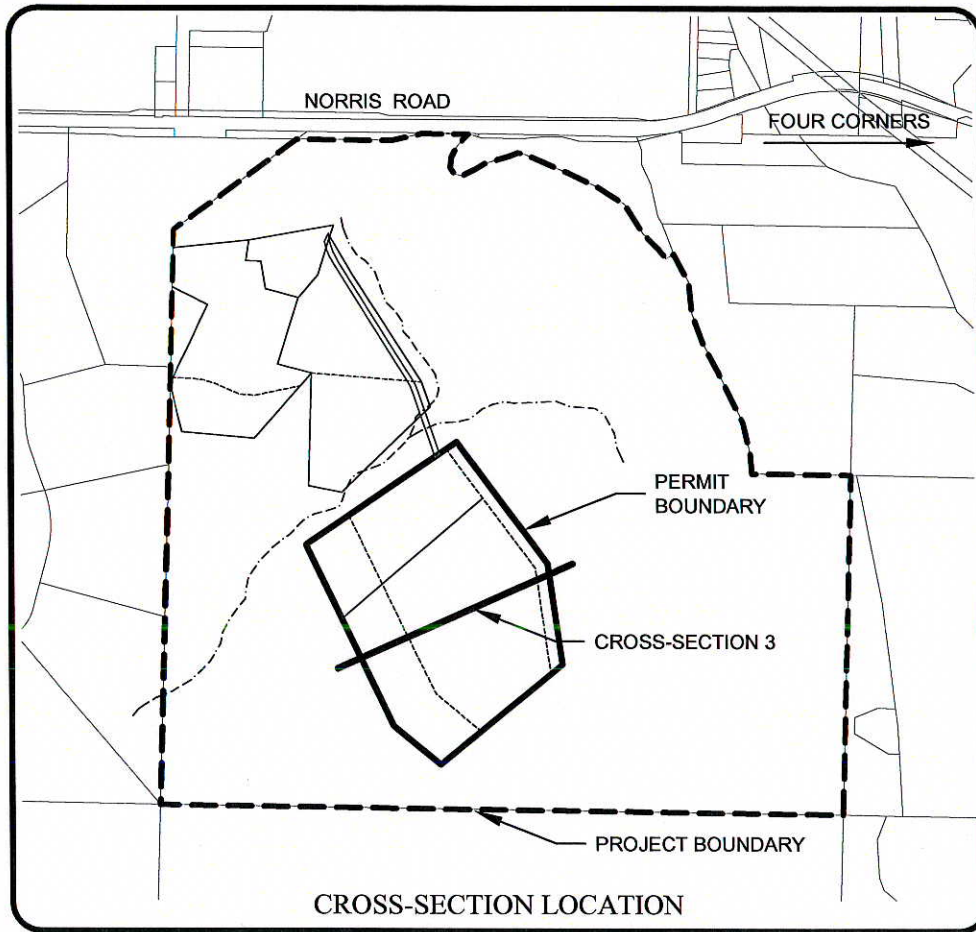 NORRIS ROAD
FOUR CORNERS
PERMIT
BOUNDARY
CROSS-SECTION 3
PROJECT BOUNDARY
CROSS-SECTION LOCATION